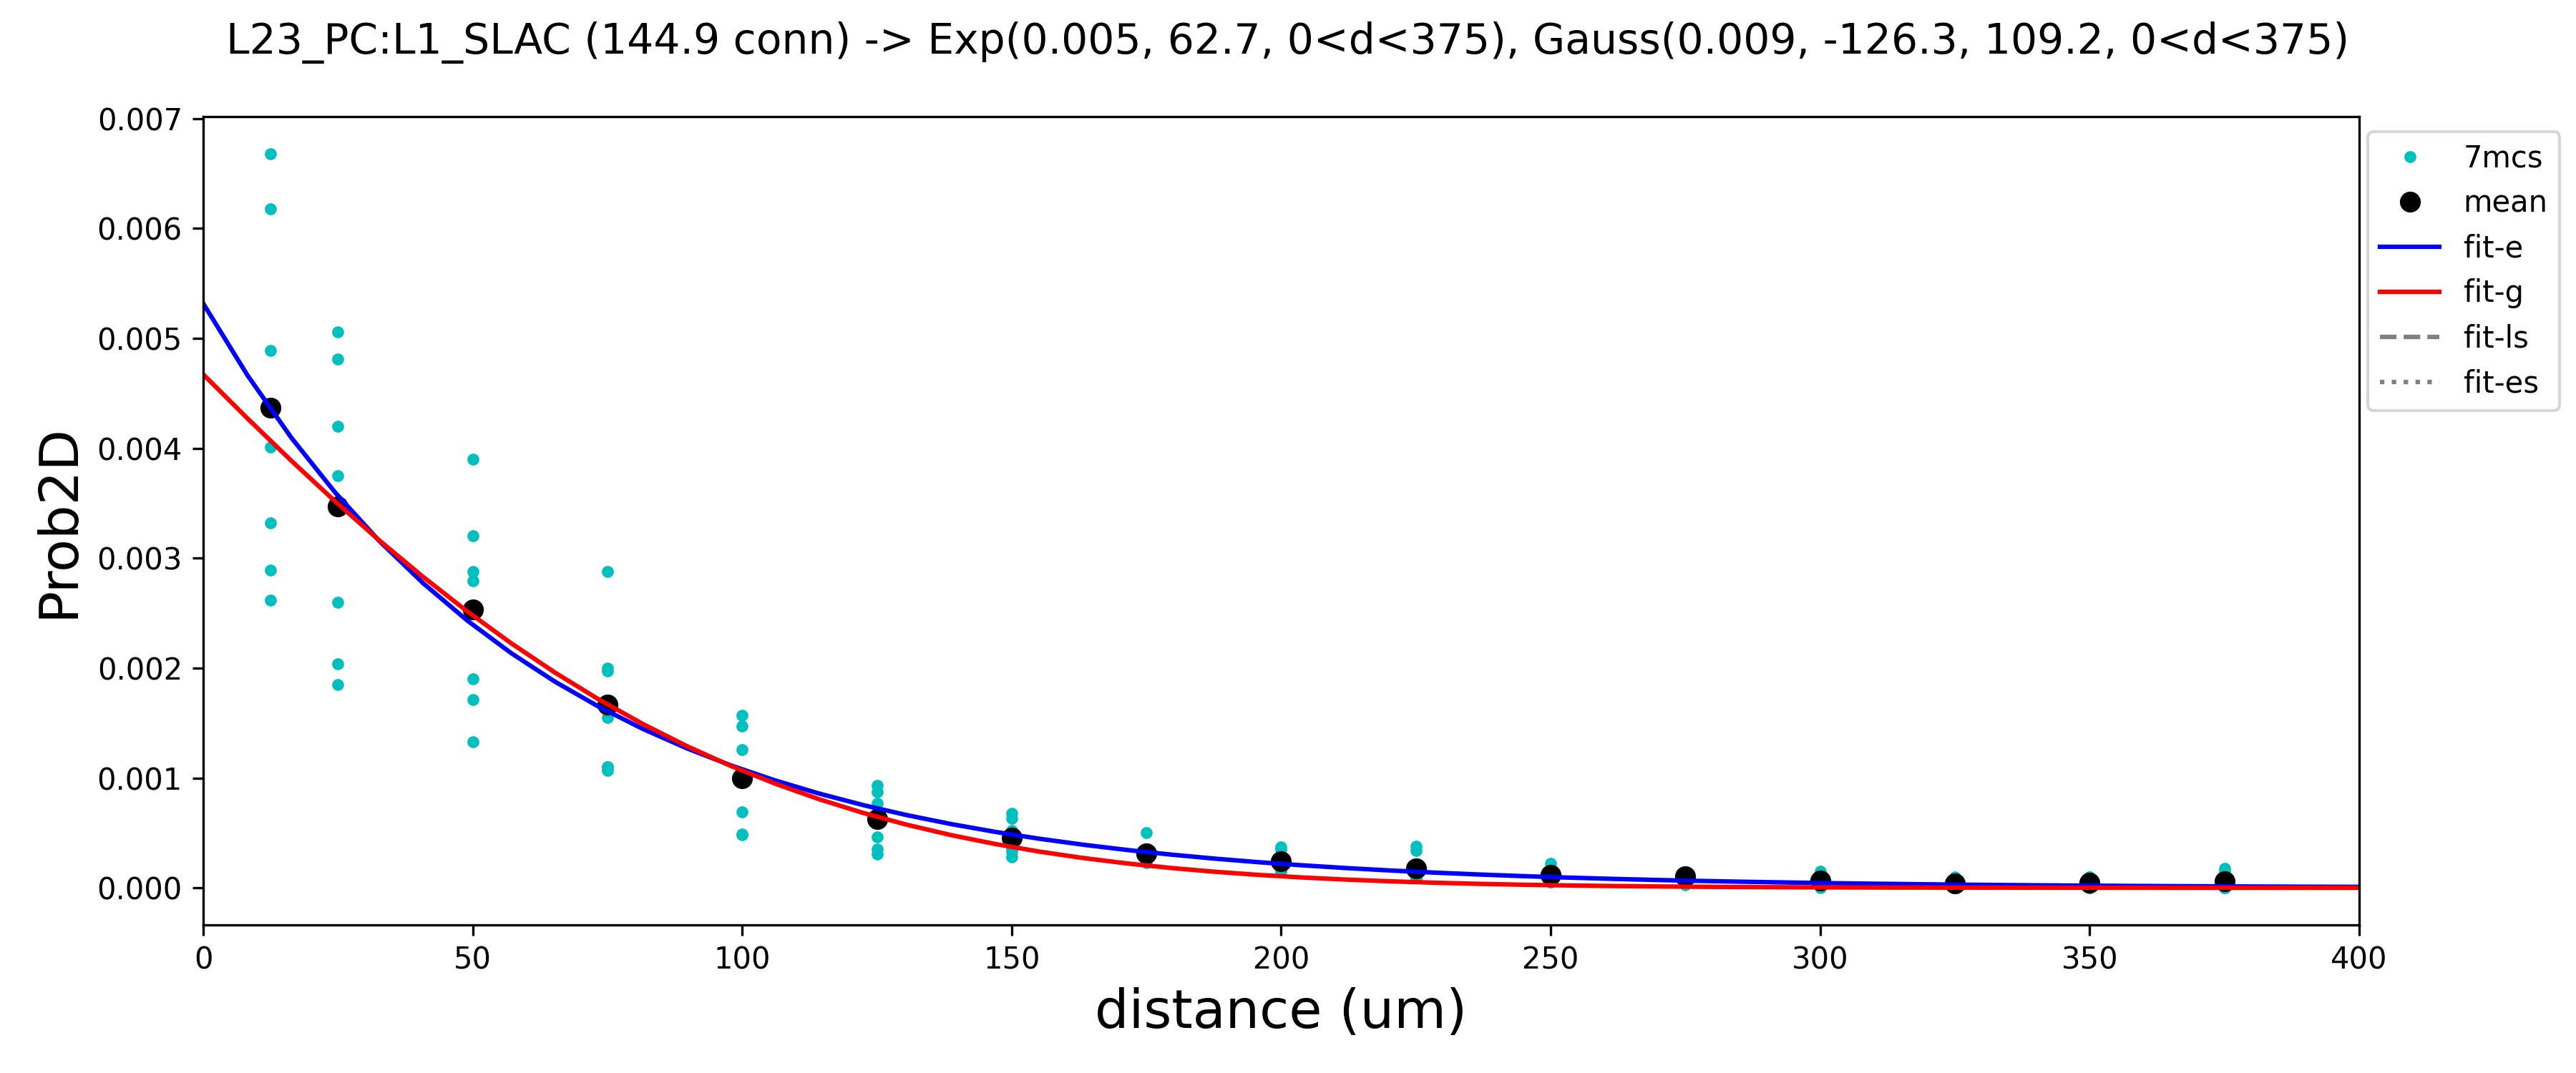 L23_PC:L1_SLAC (144.9 conn) -> Exp(0.005, 62.7, 0<d<375), Gauss(0.009, -126.3, 109.2, 0<d<375)
0.007
0.006
0.005
0.004
0.003
0.002
0.001
0.000
Prob2D
0 50 100 150 200 250 300 350 400
distance (um)
7mcs
mean
fit-e
fit-g
fit-ls
fit-es